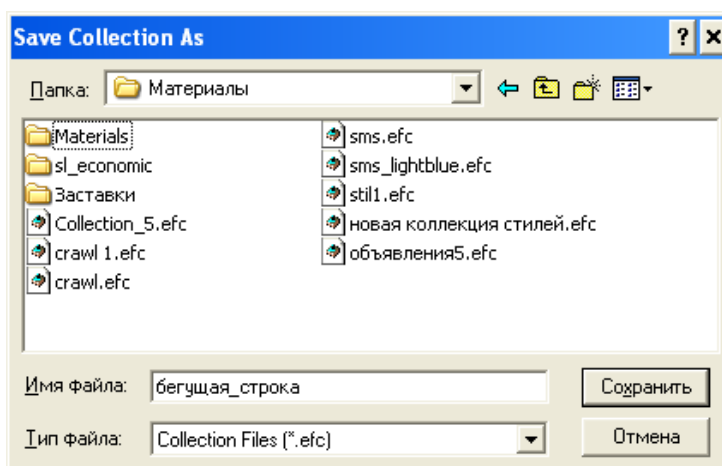 Save Collection As
Папка: Материалы
Materials
sl_economic
Заставки
Collection_5.efc
crawl 1.efc
crawl.efc
sms.efc
sms_lightblue.efc
stil1.efc
новая коллекция стилей.efc
объявления5.efc
Имя файла: бегущая_строка Сохранить
Тип файла: Collection Files (*.efc) Отмена